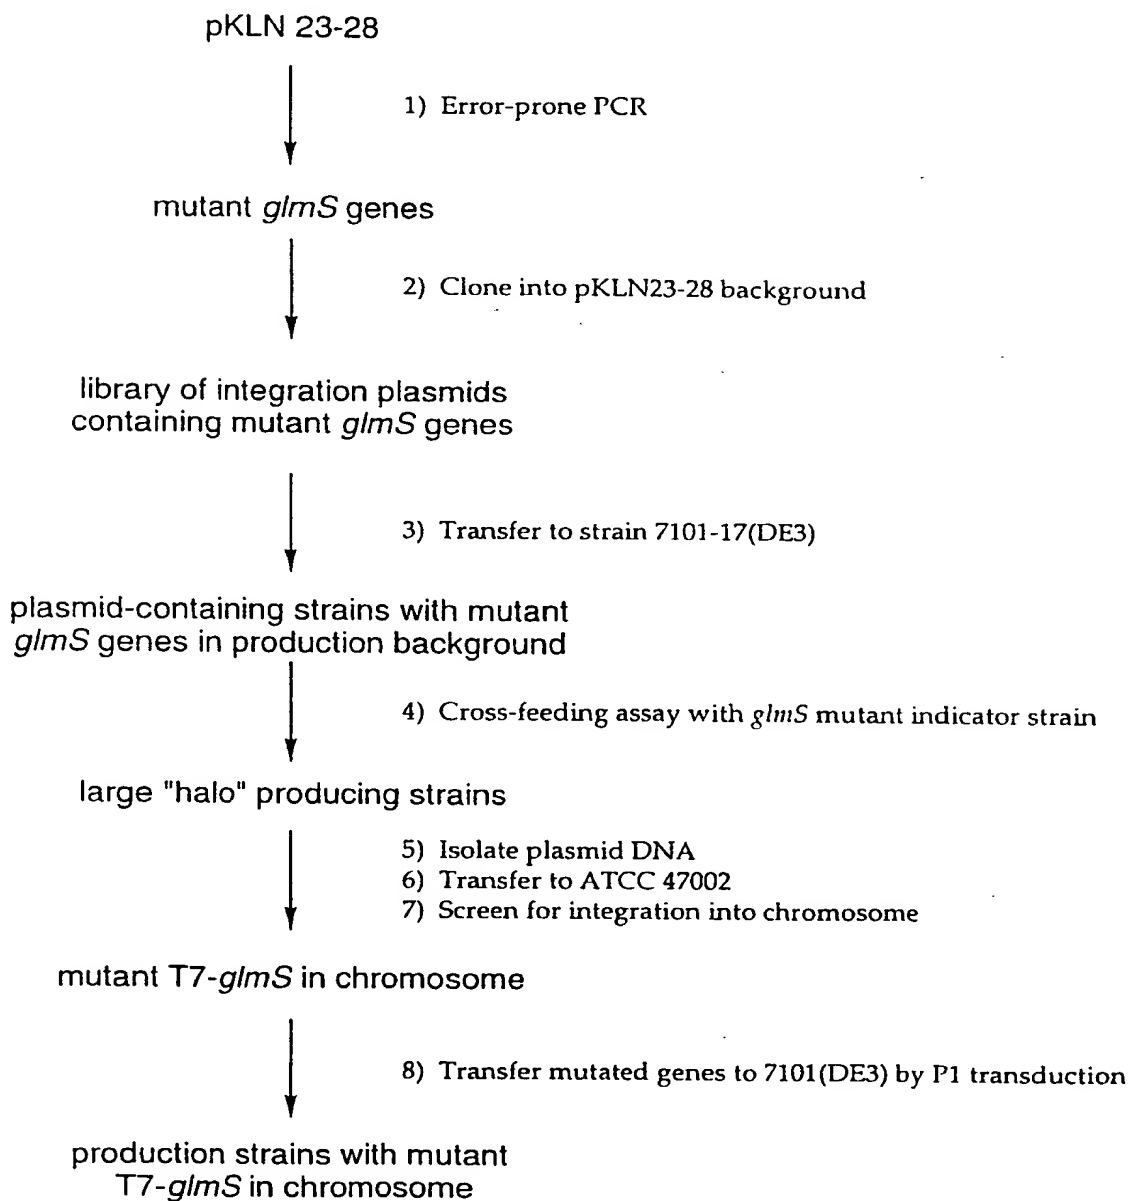 pKLN 23-28
1) Error-prone PCR
mutant glmS genes
2) Clone into pKLN23-28 background
library of integration plasmids
containing mutant glmS genes
3) Transfer to strain 7101-17(DE3)
plasmid-containing strains with mutant
glmS genes in production background
4) Cross-feeding assay with glmS mutant indicator strain
large "halo" producing strains
5) Isolate plasmid DNA
6) Transfer to ATCC 47002
7) Screen for integration into chromosome
mutant T7-glmS in chromosome
8) Transfer mutated genes to 7101(DE3) by P1 transduction
production strains with mutant
T7-glmS in chromosome